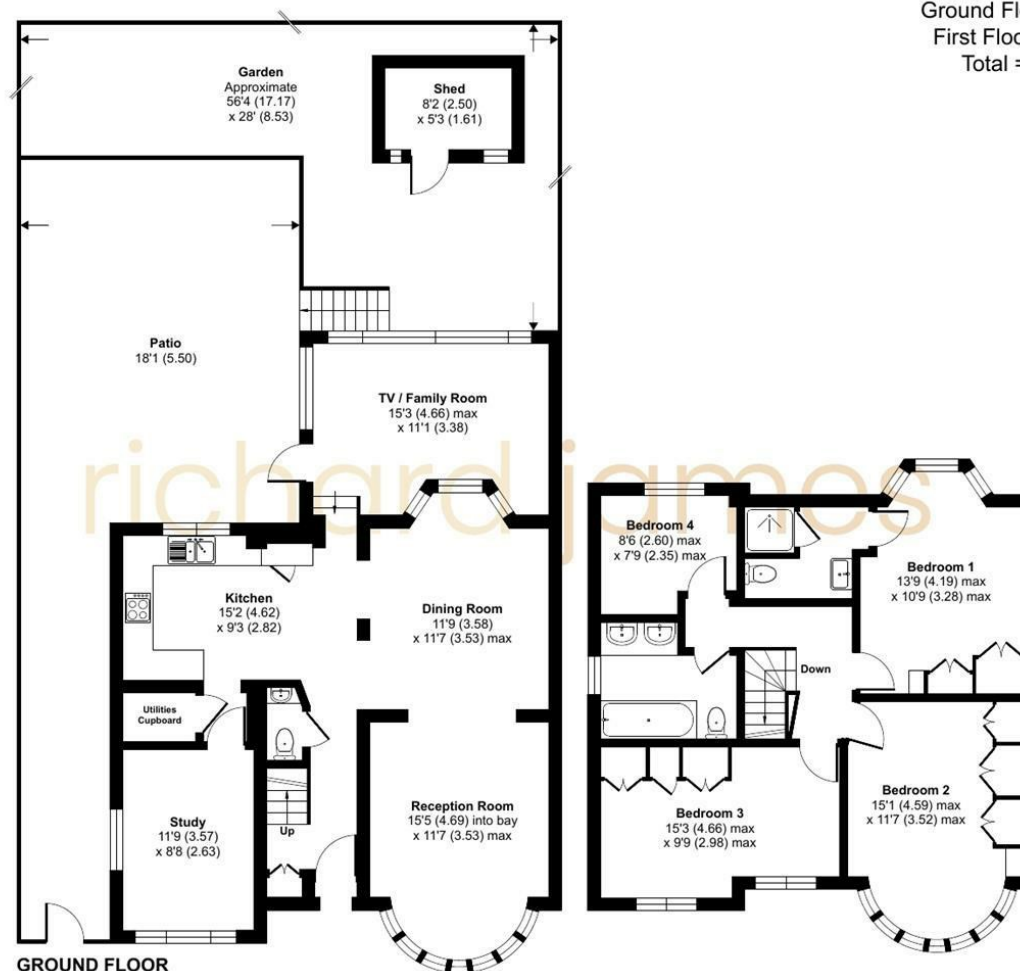 Ground Fl
First Floo
Total =
Garden
Approximate
56'4 (17.17)
x 28' (8.53)
Shed
8'2 (2.50)
x 5'3 (1.61)
Patio
18'1 (5.50)
TV / Family Room
15'3 (4.66) max
x 11'1 (3.38)
richard james
Kitchen
15'2 (4.62)
x 9'3 (2.82)
Dining Room
11'9 (3.58)
x 11'7 (3.53) max
Utilities
Cupboard
Study
11'9 (3.57)
x 8'8 (2.63)
Up
Reception Room
15'5 (4.69) into bay
x 11'7 (3.53) max
GROUND FLOOR
Bedroom 4
8'6 (2.60) max
x 7'9 (2.35) max
Bedroom 1
13'9 (4.19) max
x 10'9 (3.28) max
Down
Bedroom 3
15'3 (4.66) max
x 9'9 (2.98) max
Bedroom 2
15'1 (4.59) max
x 11'7 (3.52) max